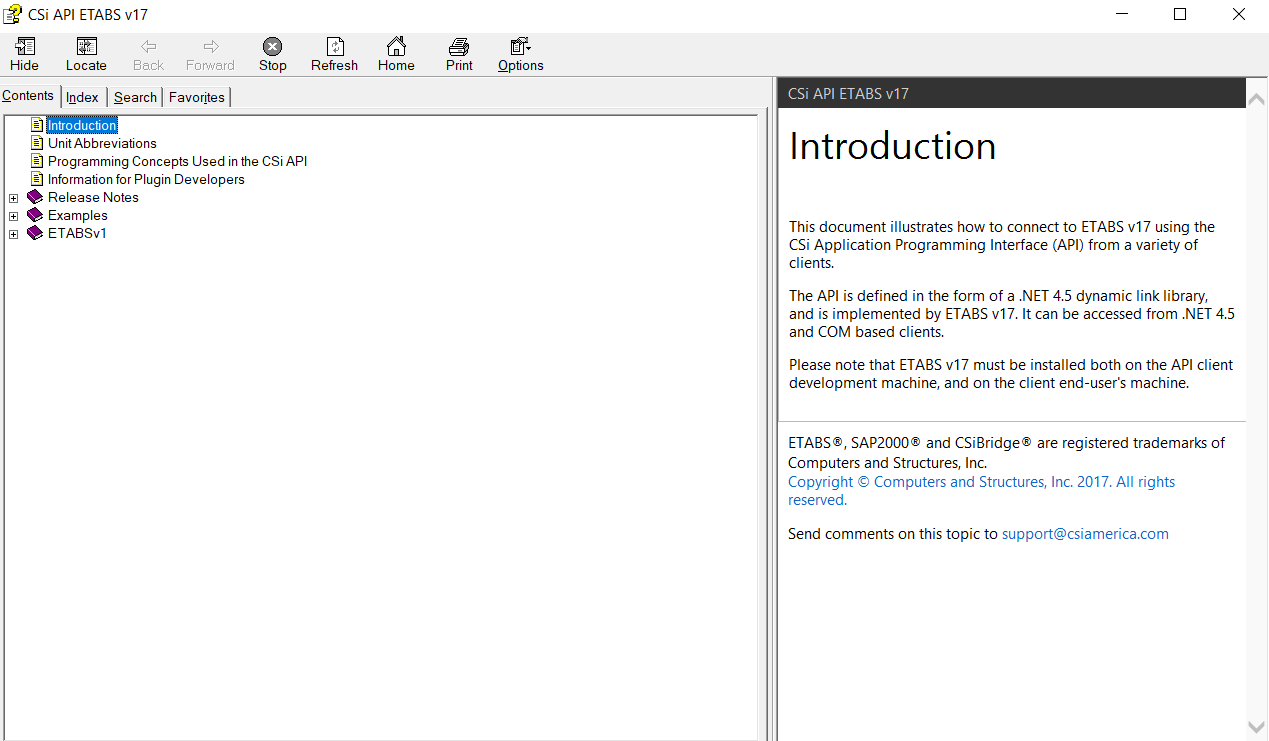 CSi API ETABS v17
Hide Locate Back Forward Stop Refresh Home Print Options
Contents Index Search Favorites
Introduction
Unit Abbreviations
Programming Concepts Used in the CSi API
Information for Plugin Developers
Release Notes
Examples
ETABSv1
CSi API ETABS v17
Introduction
This document illustrates how to connect to ETABS v17 using the
CSi Application Programming Interface (API) from a variety of
clients.
The API is defined in the form of a .NET 4.5 dynamic link library,
and is implemented by ETABS v17. It can be accessed from .NET 4.5
and COM based clients.
Please note that ETABS v17 must be installed both on the API client
development machine, and on the client end-user's machine.
ETABS®, SAP2000® and CSiBridge® are registered trademarks of
Computers and Structures, Inc.
Copyright © Computers and Structures, Inc. 2017. All rights
reserved.
Send comments on this topic to support@csiamerica.com